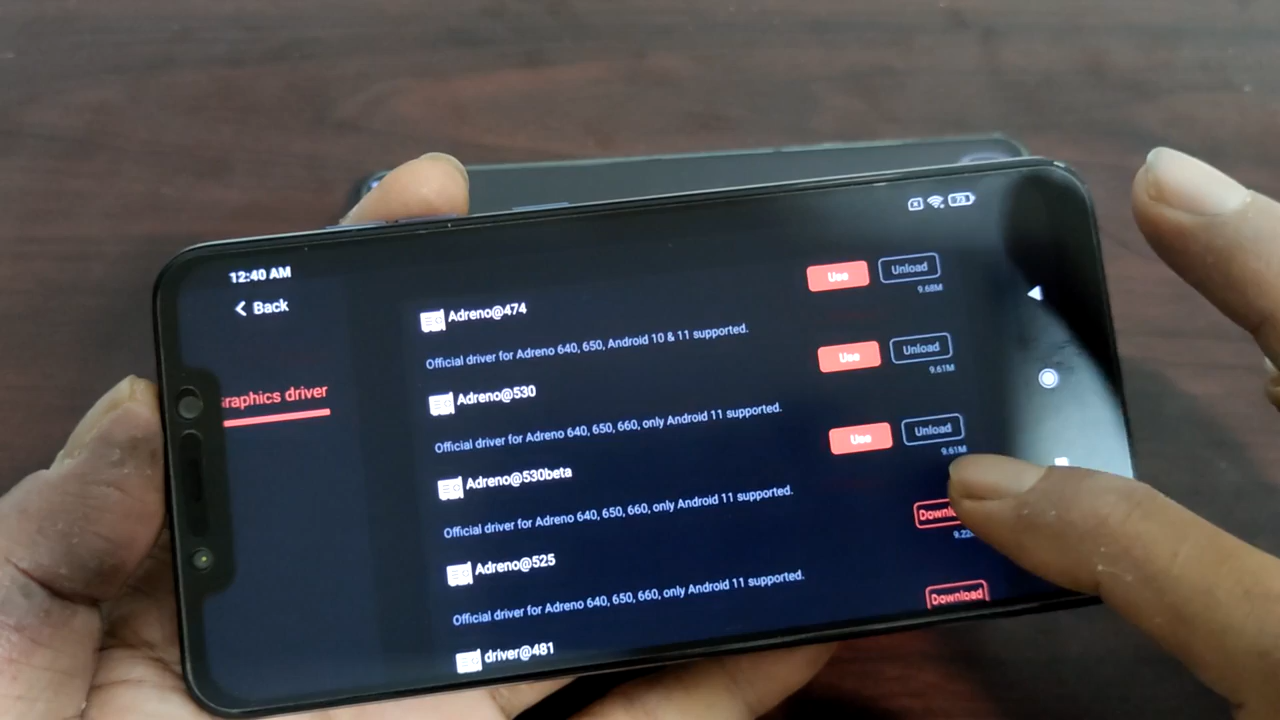 12:40 AM
73
Back
Graphics driver
Use
Unload
9.68M
Adreno@474
Official driver for Adreno 640, 650, Android 10 & 11 supported.
Use
Unload
9.61M
Adreno@530
Official driver for Adreno 640, 650, 660, only Android 11 supported.
Use
Unload
9.61M
Adreno@530beta
Official driver for Adreno 640, 650, 660, only Android 11 supported.
Adreno@525
Official driver for Adreno 640, 650, 660, only Android 11 supported.
Download
driver@481